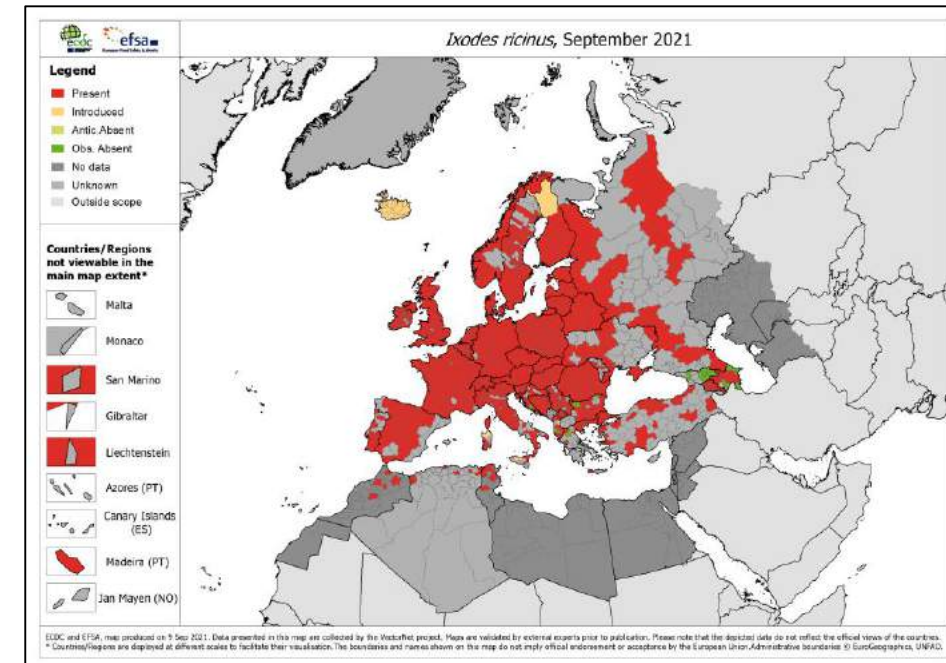 ecdc efsa
European Food Safety Authority
Ixodes ricinus, September 2021
Legend
Present
Introduced
Antic. Absent
Obs. Absent
No data
Unknown
Outside scope
Countries/Regions
not viewable in the
main map extent*
Malta
Monaco
San Marino
Gibraltar
Liechtenstein
Azores (PT)
Canary Islands
(ES)
Madeira (PT)
Jan Mayen (NO)
ECDC and EFSA, map produced on 9 Sep 2021. Data presented in this map are collected by the VectorNet project. Maps are validated by external experts prior to publication. Please note that the depicted data do not reflect the official views of the countries.
* Countries/Regions are deployed at different scales to facilitate their visualisation. The boundaries and names shown on the map do not imply official endorsement or acceptance by the European Union. Administrative boundaries © EuroGeographics, UNFAO.